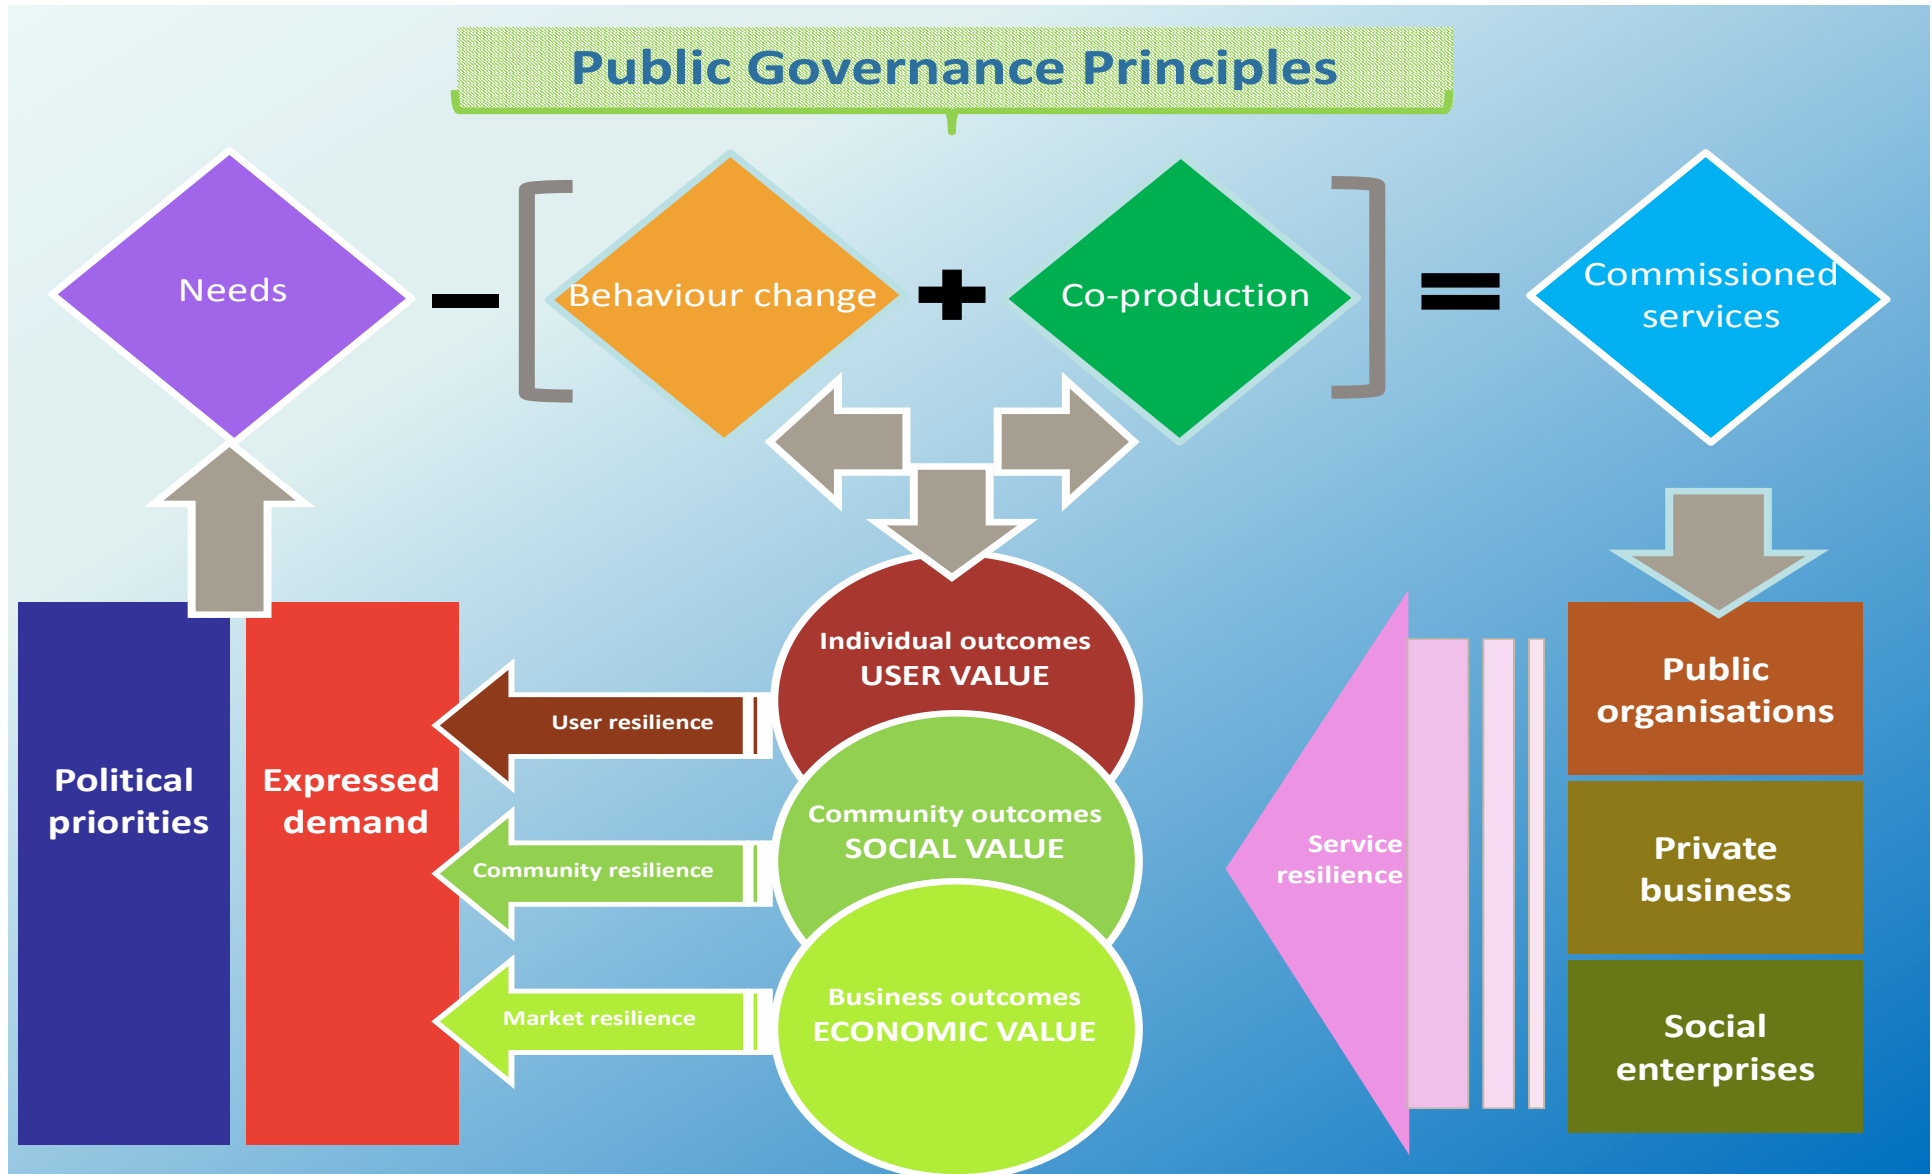 Public Governance Principles
Needs
Behaviour change
Co-production
Commissioned
services
Political
priorities
Expressed
demand
User resilience
Community resilience
Market resilience
Individual outcomes
USER VALUE
Community outcomes
SOCIAL VALUE
Business outcomes
ECONOMIC VALUE
Service
resilience
Public
organisations
Private
business
Social
enterprises